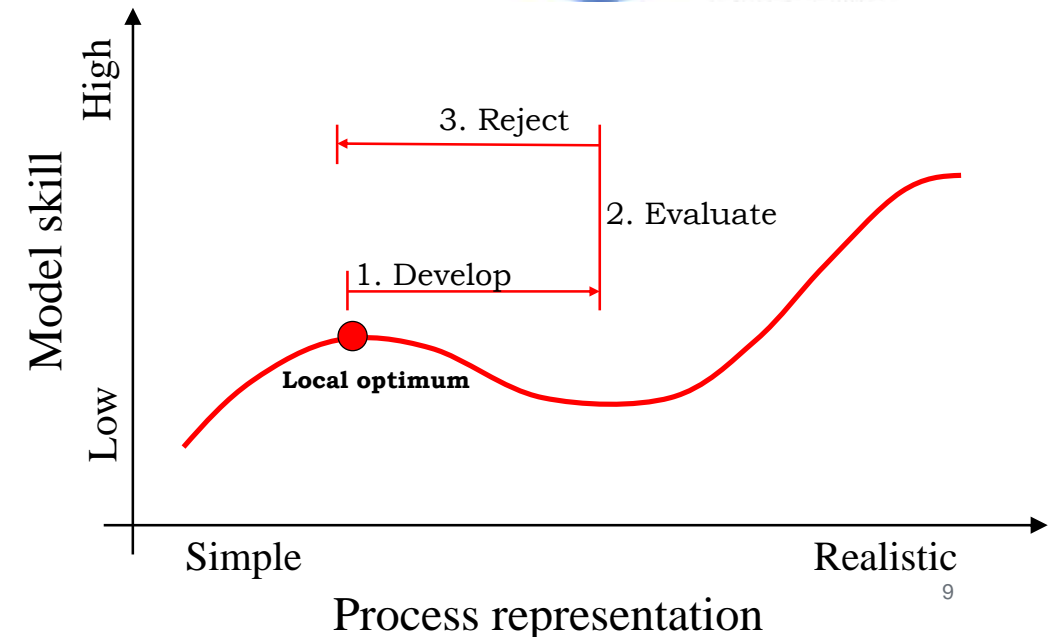 High
3. Reject
Model skill
2. Evaluate
1. Develop
Local optimum
Low
Simple
Realistic
9
Process representation